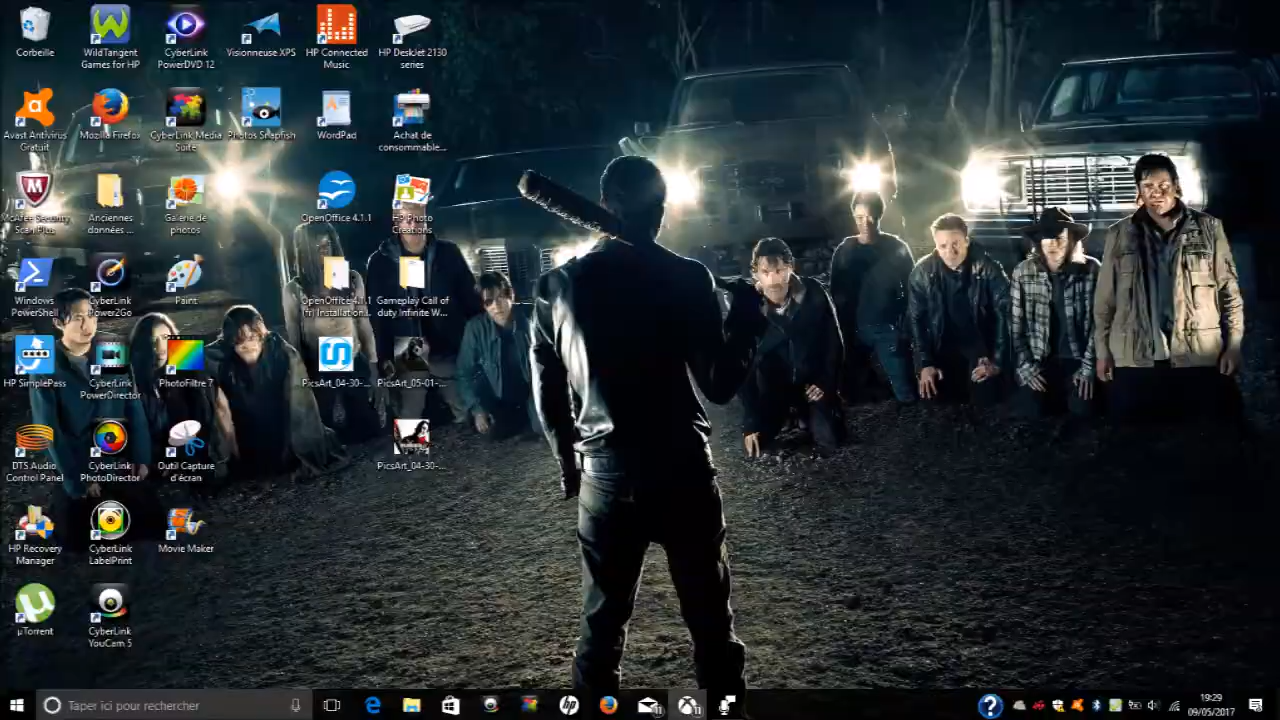 Corbeille
WildTangent
Games for HP
CyberLink
PowerDVD 12
Visionneuse XPS
HP Connected
Music
HP DeskJet 2130
series
Avast Antivirus
Gratuit
Mozilla Firefox
CyberLink Media
Suite
Photos Snapfish
WordPad
Achat de
consommable...
McAfee Security
Scan Plus
Anciennes
données ...
Galerie de
photos
OpenOffice 4.1.1
HP Photo
Creations
Windows
PowerShell
CyberLink
Power2Go
Paint
OpenOffice 4.1.1
(fr) Installation...
Gameplay Call of
duty Infinite W...
HP SimplePass
CyberLink
PowerDirector
PhotoFiltre 7
PicsArt_04-30-...
PicsArt_05-01-...
DTS Audio
Control Panel
CyberLink
PhotoDirector
Outil Capture
d'écran
PicsArt_04-30-...
HP Recovery
Manager
CyberLink
LabelPrint
Movie Maker
µTorrent
CyberLink
YouCam 5
Taper ici pour rechercher
19:29
09/05/2017